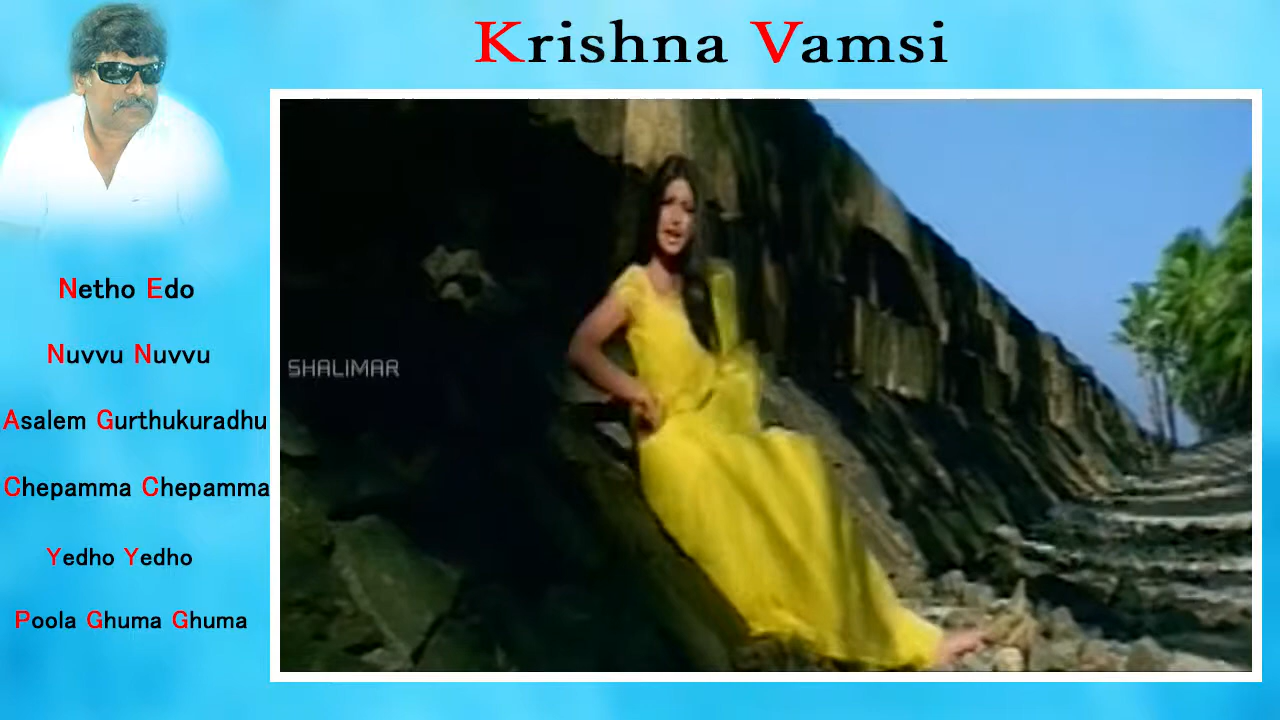 Krishna Vamsi
Netho Edo
Nuvvu Nuvvu
Asalem Gurthukuradhu
Chepamma Chepamma
Yedho Yedho
Poola Ghuma Ghuma
SHALIMAR